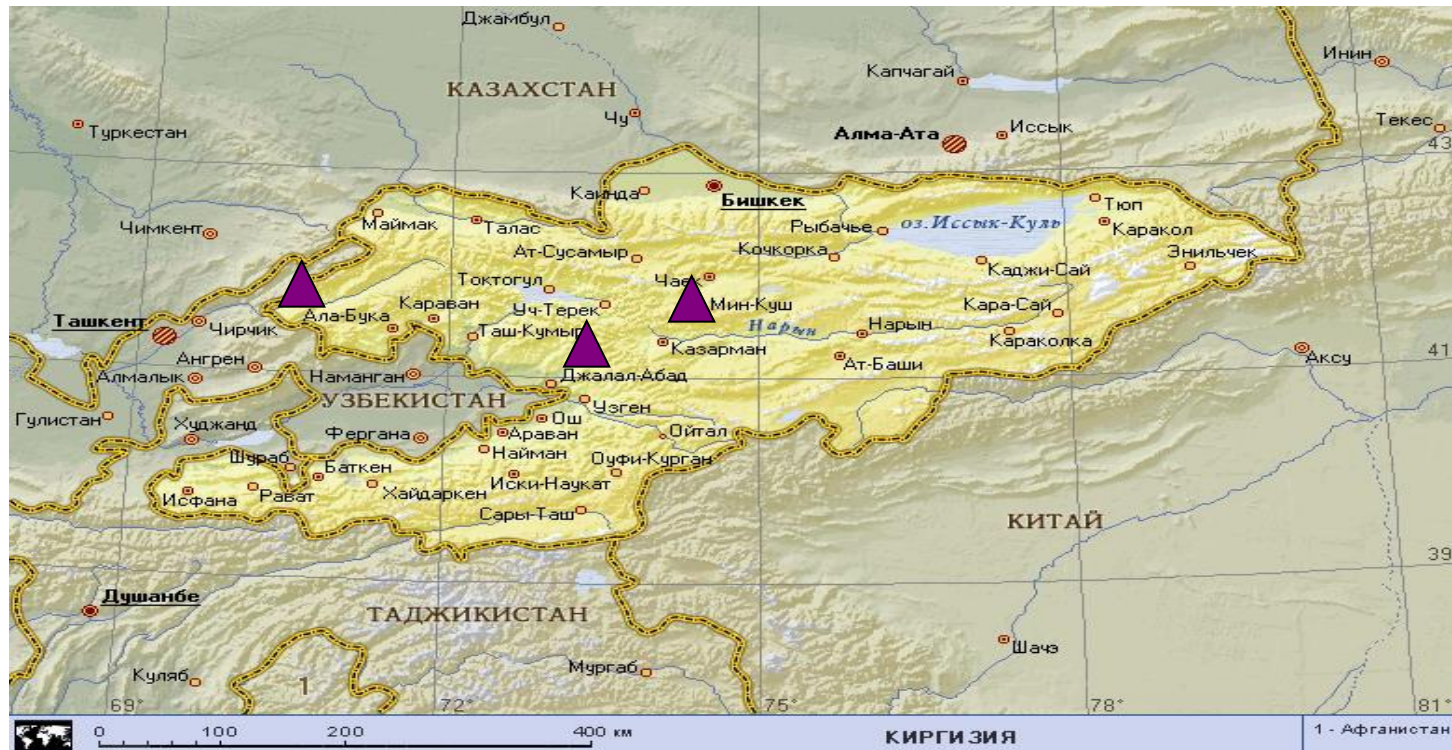 Джамбул
Инин
Капчагай
КАЗАХСТАН
Чу
Туркестан
Алма-Ата
Иссык
Текес
43
Каинда
Бишкек
Тюп
Маймак
Талас
Рыбачье
оз.Иссык-Куль
Каракол
Чимкент
Ат-Сусамыр
Кочкорка
Энильчек
Каджи-Сай
Токтогул
Чаек
Мин-Куш
Кара-Сай
Караван
Уч-Терек
Ала-Бука
Нарын
Нарын
Ташкент
Чирчик
Таш-Кумыр
Казарман
Караколка
Ангрен
Ат-Баши
Аксу
41
Алмалык
Наманган
Джалал-Абад
УЗБЕКИСТАН
Узген
Гулистан
Худжанд
Фергана
Ош
Араван
Ойтал
Шураб
Баткен
Найман
Оуфи-Курган
Исфана
Рават
Хайдаркен
Иски-Наукат
Сары-Таш
КИТАЙ
39
Душанбе
ТАДЖИКИСТАН
Шачэ
Куляб
1
Мургаб
69° 72° 75° 78° 81°
0 100 200 400 км
КИРГИЗИЯ
1 - Афганистан